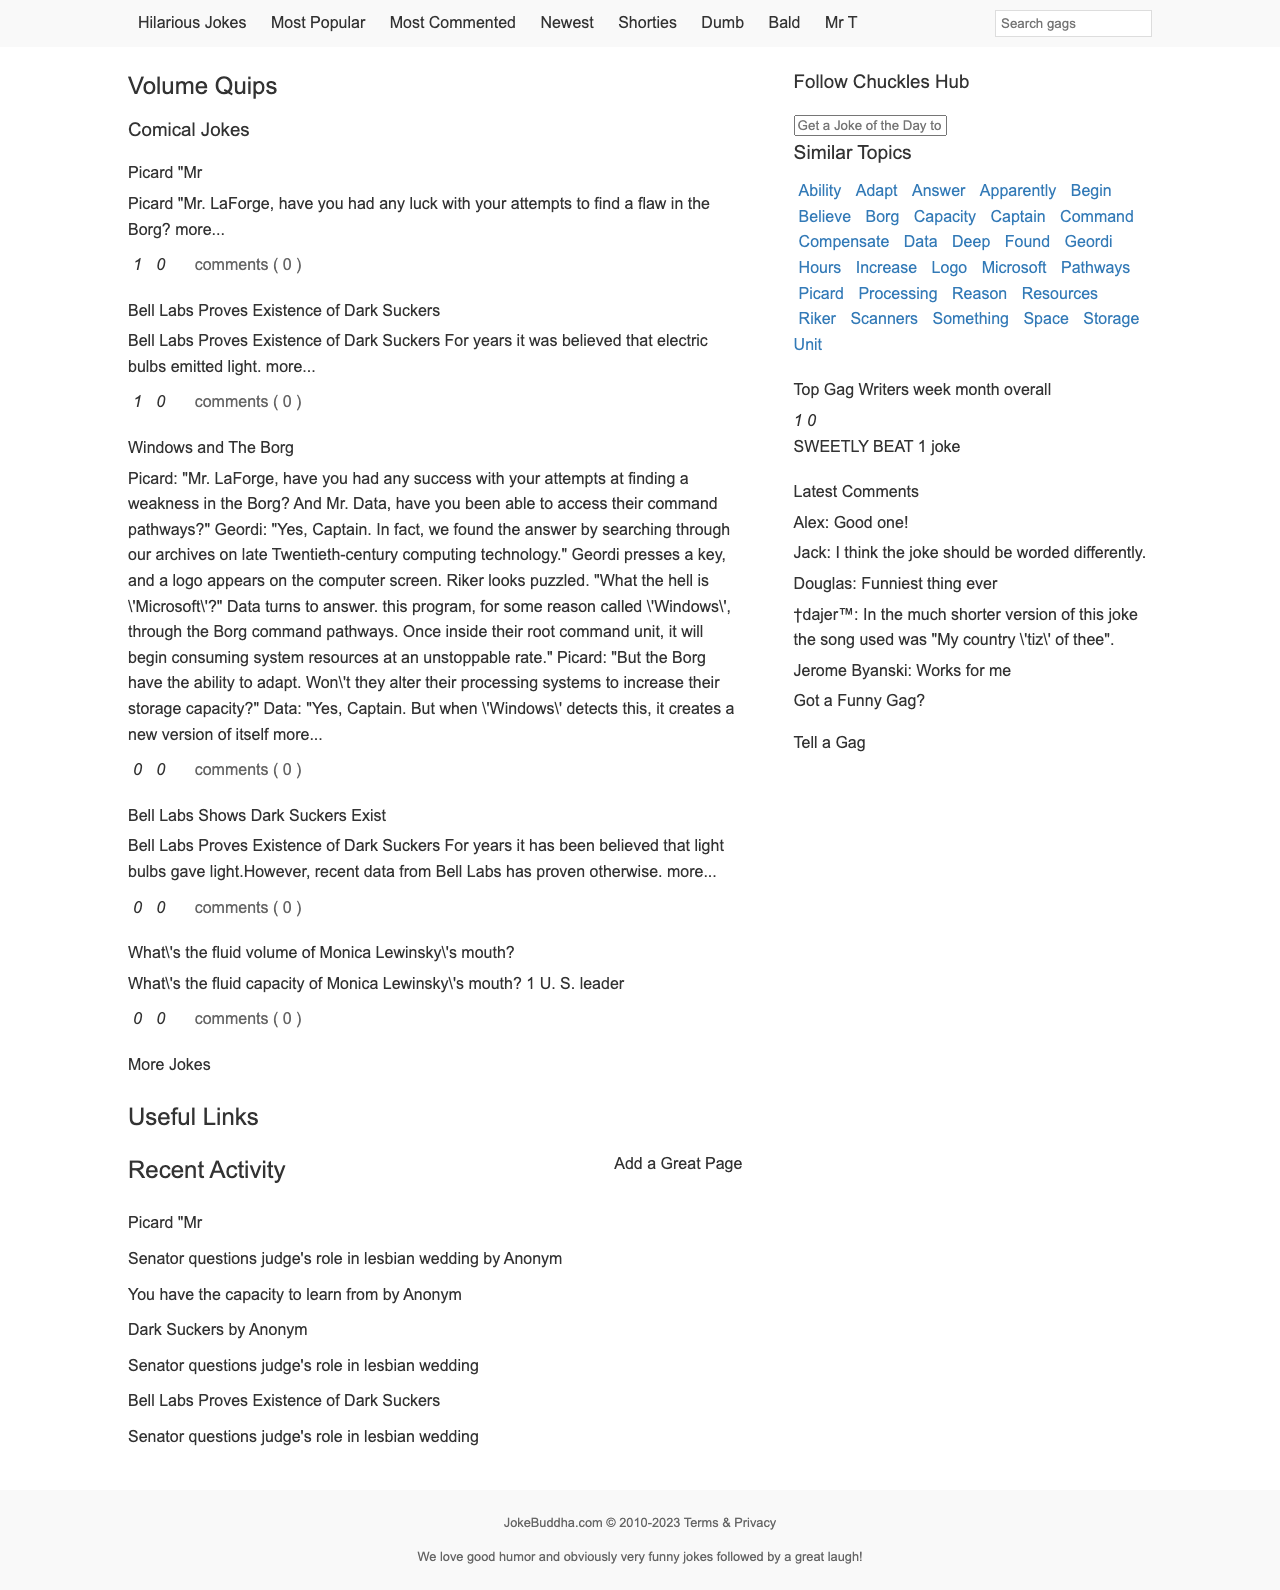 Hilarious Jokes Most Popular Most Commented Newest Shorties Dumb Bald Mr T Search gags
Volume Quips
Comical Jokes
Picard "Mr
Picard "Mr. LaForge, have you had any luck with your attempts to find a flaw in the
Borg? more...
1 0 comments ( 0 )
Bell Labs Proves Existence of Dark Suckers
Bell Labs Proves Existence of Dark Suckers For years it was believed that electric
bulbs emitted light. more...
1 0 comments ( 0 )
Windows and The Borg
Picard: "Mr. LaForge, have you had any success with your attempts at finding a
weakness in the Borg? And Mr. Data, have you been able to access their command
pathways?" Geordi: "Yes, Captain. In fact, we found the answer by searching through
our archives on late Twentieth-century computing technology." Geordi presses a key,
and a logo appears on the computer screen. Riker looks puzzled. "What the hell is
\'Microsoft\'?" Data turns to answer. this program, for some reason called \'Windows\',
through the Borg command pathways. Once inside their root command unit, it will
begin consuming system resources at an unstoppable rate." Picard: "But the Borg
have the ability to adapt. Won\'t they alter their processing systems to increase their
storage capacity?" Data: "Yes, Captain. But when \'Windows\' detects this, it creates a
new version of itself more...
0 0 comments ( 0 )
Bell Labs Shows Dark Suckers Exist
Bell Labs Proves Existence of Dark Suckers For years it has been believed that light
bulbs gave light.However, recent data from Bell Labs has proven otherwise. more...
0 0 comments ( 0 )
What\'s the fluid volume of Monica Lewinsky\'s mouth?
What\'s the fluid capacity of Monica Lewinsky\'s mouth? 1 U. S. leader
0 0 comments ( 0 )
More Jokes
Useful Links
Recent Activity
Add a Great Page
Picard "Mr
Senator questions judge's role in lesbian wedding by Anonym
You have the capacity to learn from by Anonym
Dark Suckers by Anonym
Senator questions judge's role in lesbian wedding
Bell Labs Proves Existence of Dark Suckers
Senator questions judge's role in lesbian wedding
Follow Chuckles Hub
Get a Joke of the Day to
Similar Topics
Ability Adapt Answer Apparently Begin
Believe Borg Capacity Captain Command
Compensate Data Deep Found Geordi
Hours Increase Logo Microsoft Pathways
Picard Processing Reason Resources
Riker Scanners Something Space Storage
Unit
Top Gag Writers week month overall
1 0
SWEETLY BEAT 1 joke
Latest Comments
Alex: Good one!
Jack: I think the joke should be worded differently.
Douglas: Funniest thing ever
†dajer™: In the much shorter version of this joke
the song used was "My country \'tiz\' of thee".
Jerome Byanski: Works for me
Got a Funny Gag?
Tell a Gag
JokeBuddha.com © 2010-2023 Terms & Privacy
We love good humor and obviously very funny jokes followed by a great laugh!